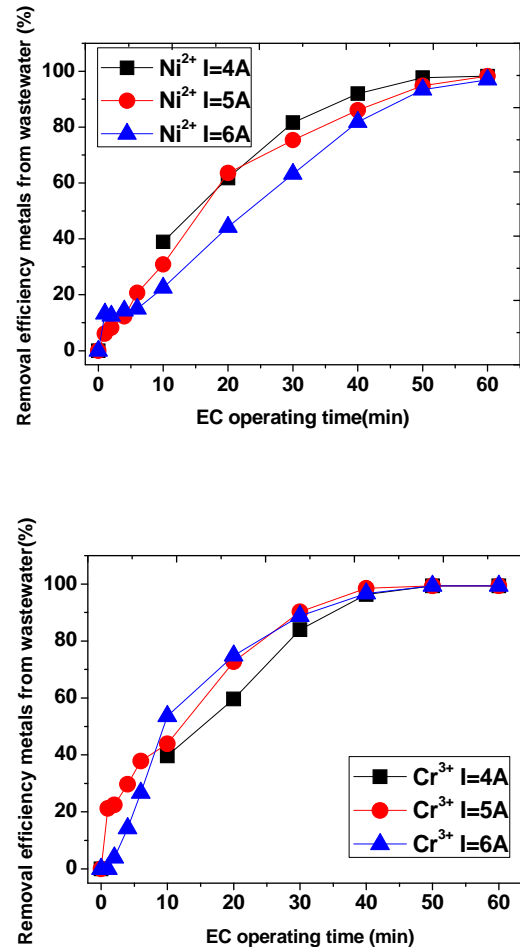 Removal efficiency metals from wastewater (%)
100
80
60
40
20
0
Ni²⁺ I=4A
Ni²⁺ I=5A
Ni²⁺ I=6A
0 10 20 30 40 50 60
EC operating time(min)
Removal efficiency metals from wastewater(%)
100
80
60
40
20
0
Cr³⁺ I=4A
Cr³⁺ I=5A
Cr³⁺ I=6A
0 10 20 30 40 50 60
EC operating time (min)